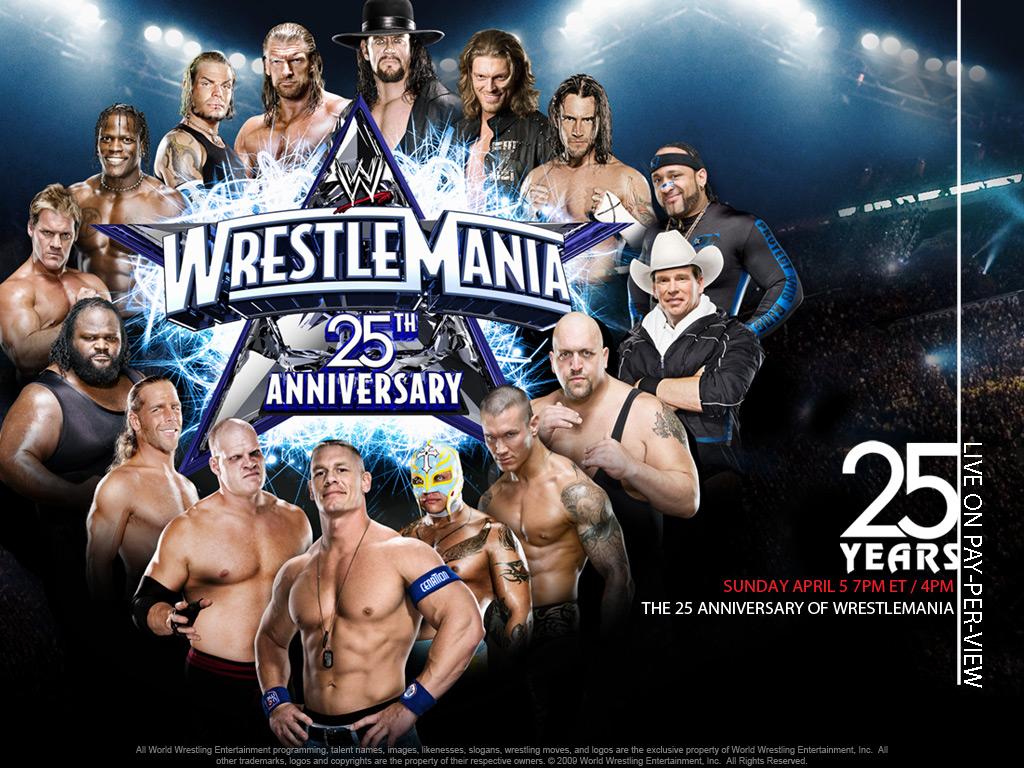 W
WRESTLEMANIA
25TH
ANNIVERSARY
CENATION
25
YEARS
SUNDAY APRIL 5 7PM ET / 4PM
THE 25 ANNIVERSARY OF WRESTLEMANIA
LIVE ON PAY-PER-VIEW
All World Wrestling Entertainment programming, talent names, images, likenesses, slogans, wrestling moves, and logos are the exclusive property of World Wrestling Entertainment, Inc. All
other trademarks, logos and copyrights are the property of their respective owners. © 2009 World Wrestling Entertainment, Inc. All Rights Reserved.